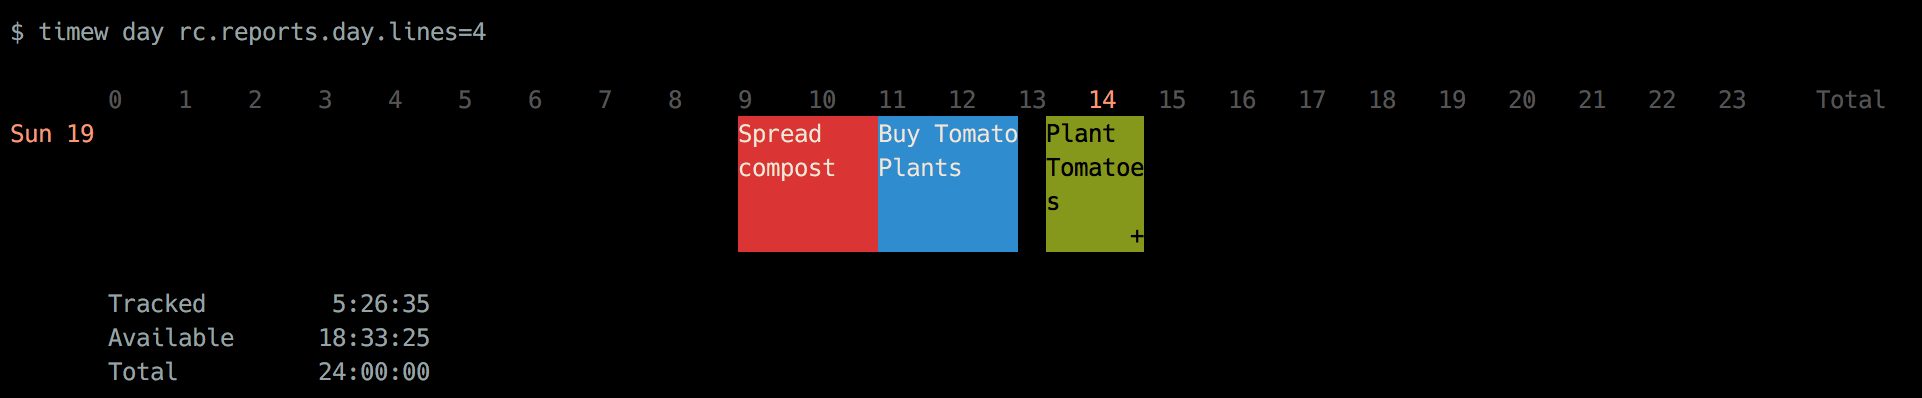 $ timew day rc.reports.day.lines=4
0 1 2 3 4 5 6 7 8 9 10 11 12 13 14 15 16 17 18 19 20 21 22 23 Total
Sun 19 Spread Buy Tomato Plant
compost Plants Tomatoe
s
+
Tracked 5:26:35
Available 18:33:25
Total 24:00:00